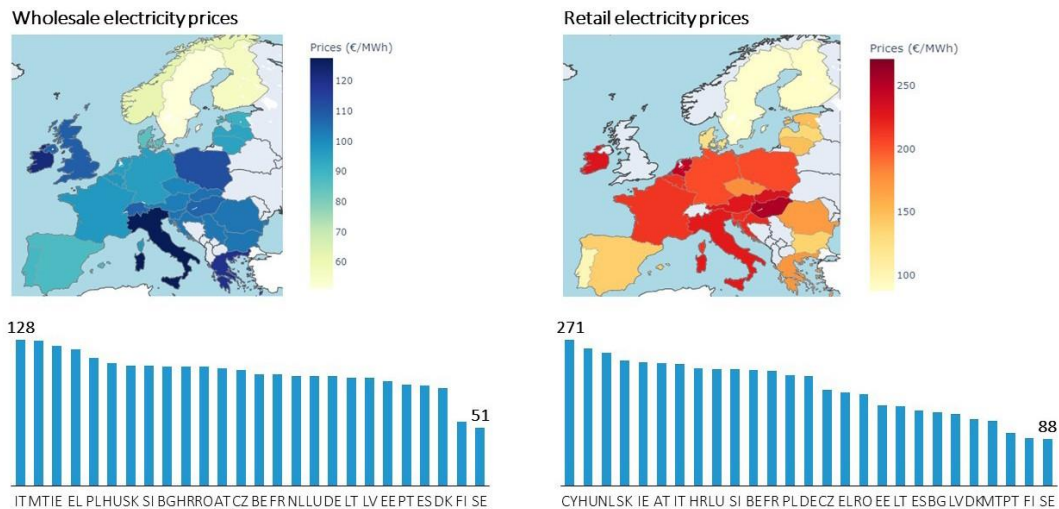 Wholesale electricity prices
Prices (€/MWh)
120
110
100
90
80
70
60
128
51
IT MT IE EL PL HU SK SI BG HR RO AT CZ BE FR NL LU DE LT LV EE PT ES DK FI SE
Retail electricity prices
Prices (€/MWh)
250
200
150
100
271
88
CY HU NL SK IE AT IT HR LU SI BE FR PL DE CZ EL RO EE LT ES BG LV DK MT PT FI SE